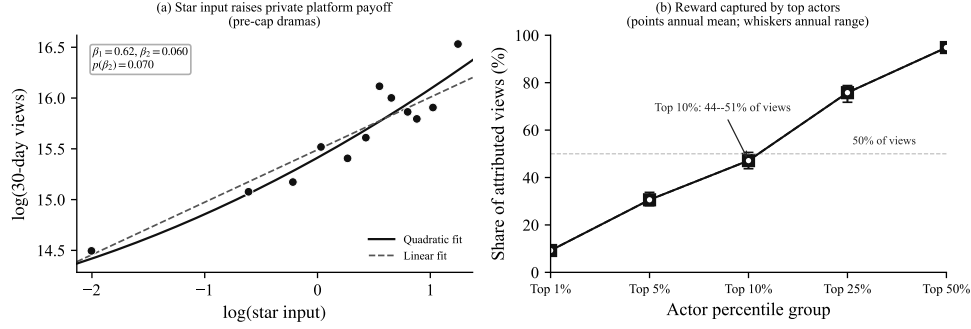 (a) Star input raises private platform payoff
(pre-cap dramas)
β₁ = 0.62, β₂ = 0.060
p(β₂) = 0.070
16.5
16.0
15.5
15.0
14.5
log(30-day views)
Quadratic fit
Linear fit
−2
−1
0
1
log(star input)
(b) Reward captured by top actors
(points annual mean; whiskers annual range)
100
80
60
40
20
0
Share of attributed views (%)
Top 10%: 44--51% of views
50% of views
Top 1%
Top 5%
Top 10%
Top 25%
Top 50%
Actor percentile group